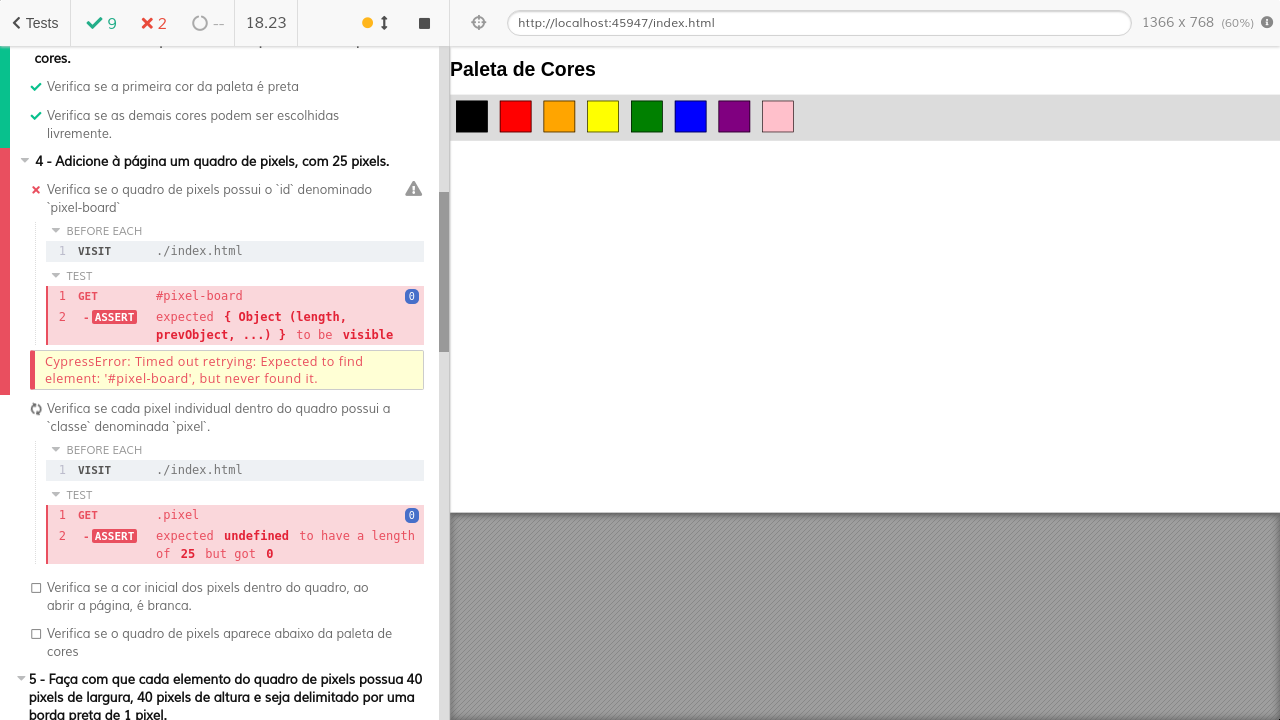 Tests
9
2
--
18.23
http://localhost:45947/index.html
1366 x 768 (60%)
cores.
Verifica se a primeira cor da paleta é preta
Verifica se as demais cores podem ser escolhidas
livremente.
4 - Adicione à página um quadro de pixels, com 25 pixels.
Verifica se o quadro de pixels possui o `id` denominado
`pixel-board`
BEFORE EACH
1 VISIT ./index.html
TEST
1 GET #pixel-board 0
2 -ASSERT expected { Object (length,
prevObject, ...) } to be visible
CypressError: Timed out retrying: Expected to find
element: '#pixel-board', but never found it.
Verifica se cada pixel individual dentro do quadro possui a
`classe` denominada `pixel`.
BEFORE EACH
1 VISIT ./index.html
TEST
1 GET .pixel 0
2 -ASSERT expected undefined to have a length
of 25 but got 0
Verifica se a cor inicial dos pixels dentro do quadro, ao
abrir a página, é branca.
Verifica se o quadro de pixels aparece abaixo da paleta de
cores
5 - Faça com que cada elemento do quadro de pixels possua 40
pixels de largura, 40 pixels de altura e seja delimitado por uma
borda preta de 1 pixel.
Paleta de Cores